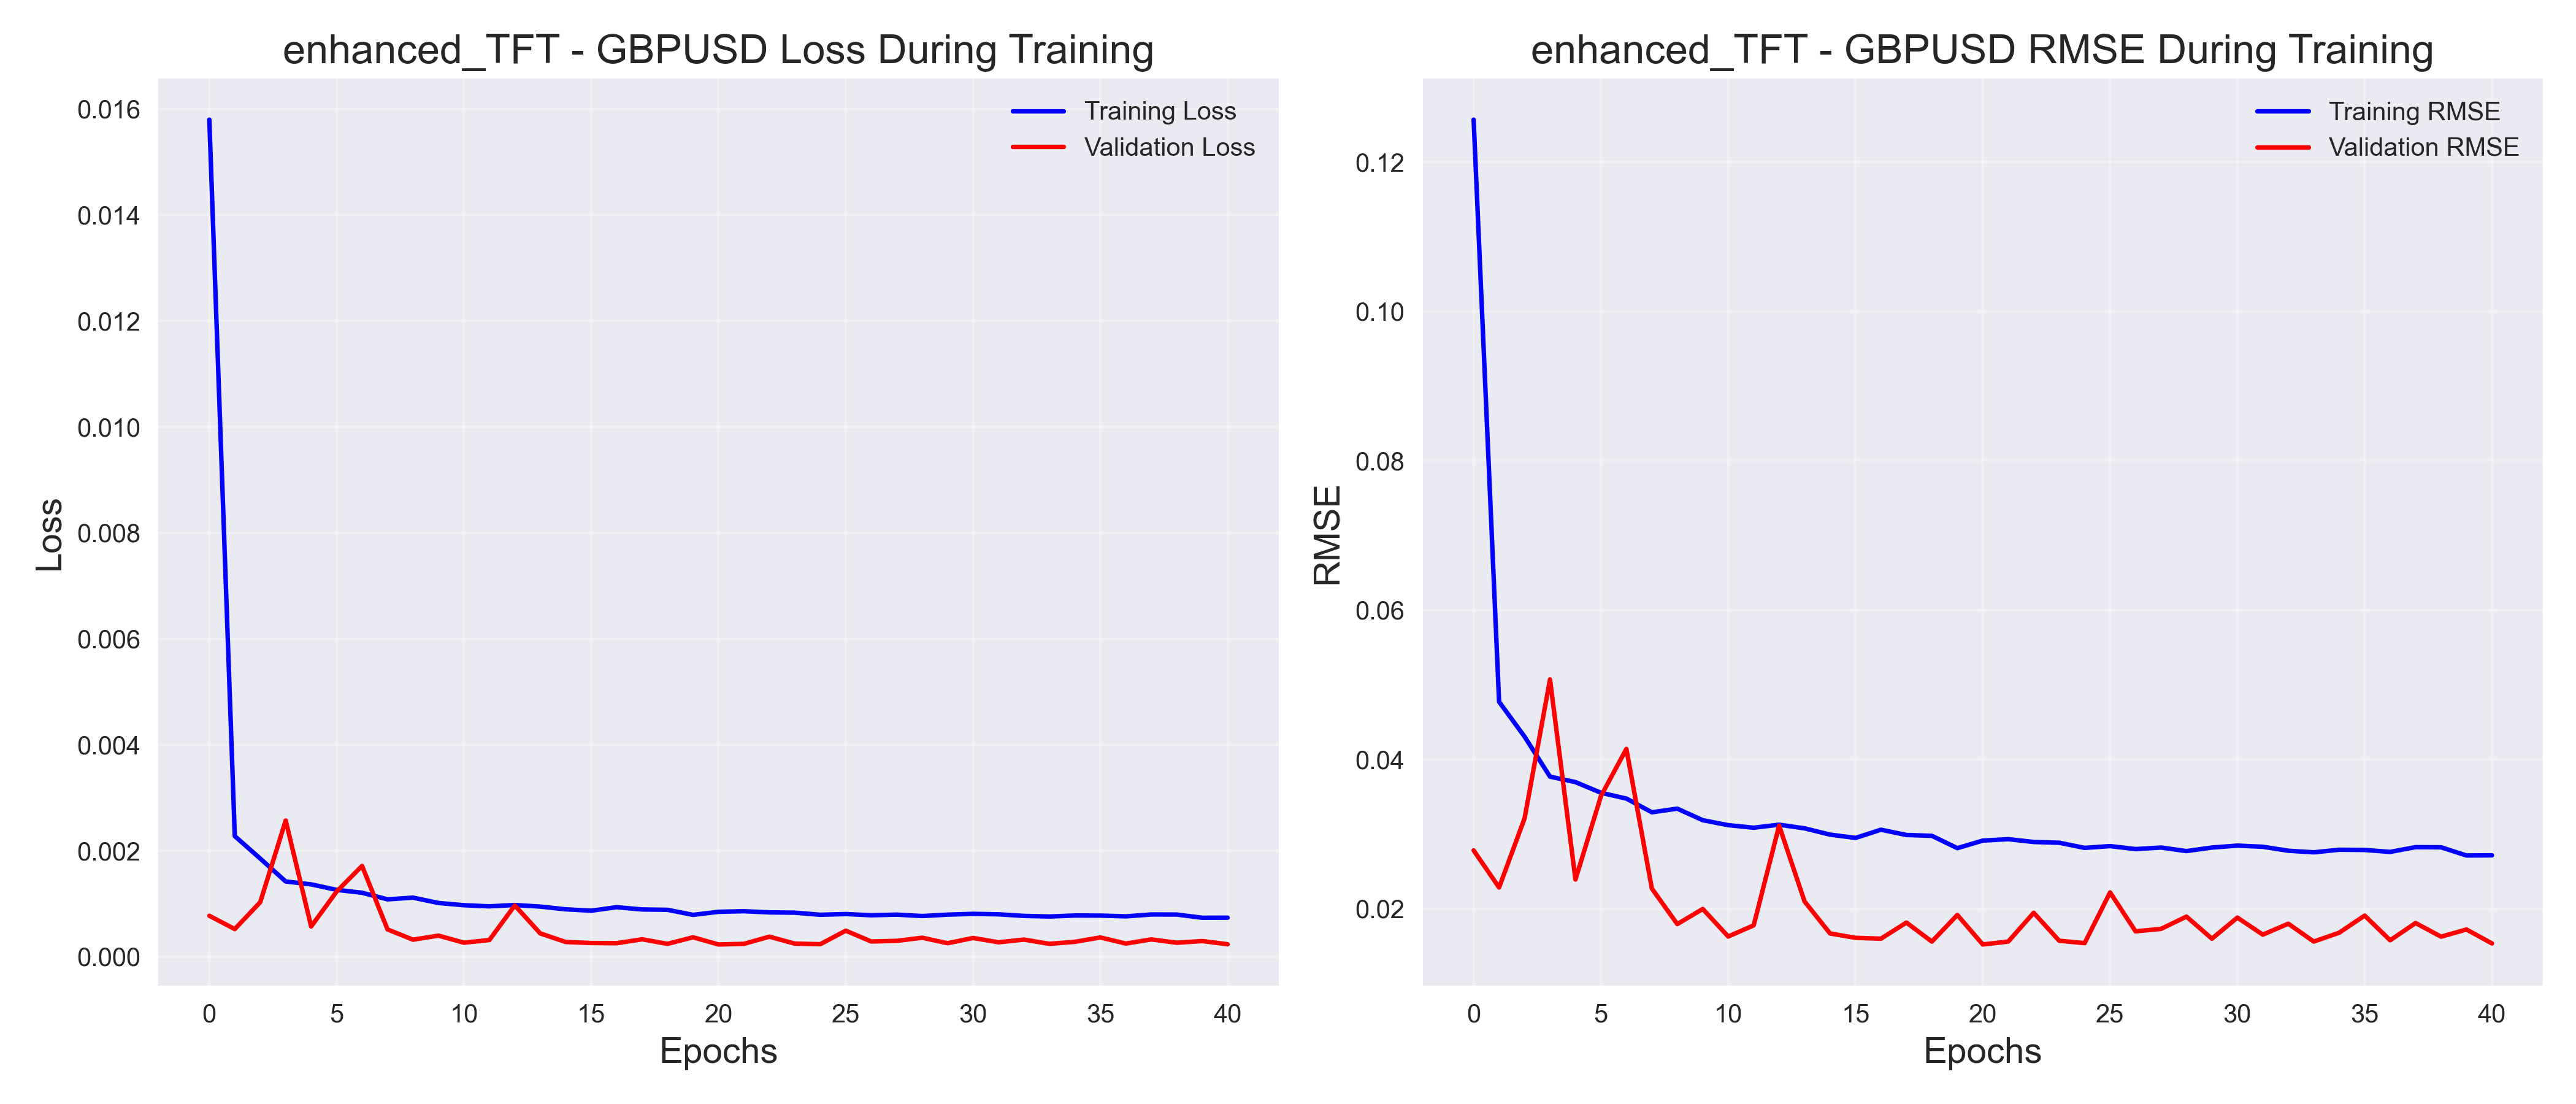 enhanced_TFT - GBPUSD Loss During Training
Training Loss
Validation Loss
0.016
0.014
0.012
0.010
0.008
0.006
0.004
0.002
0.000
Loss
0 5 10 15 20 25 30 35 40
Epochs
enhanced_TFT - GBPUSD RMSE During Training
Training RMSE
Validation RMSE
0.12
0.10
0.08
0.06
0.04
0.02
RMSE
0 5 10 15 20 25 30 35 40
Epochs